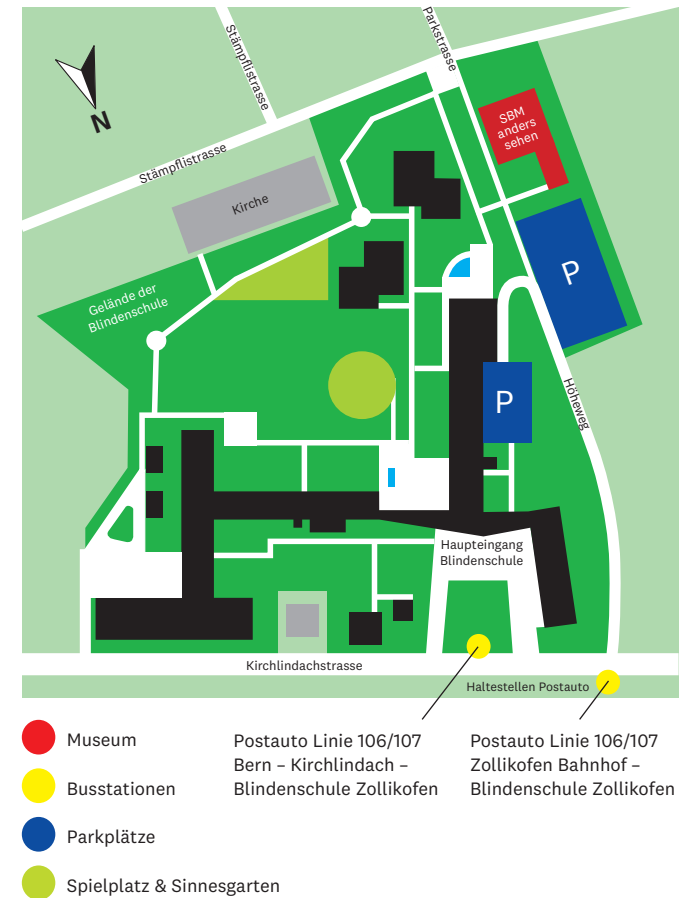 Stämpflistrasse
Parkstrasse
N
SBM
anders
sehen
Stämpflistrasse
Kirche
P
Gelände der
Blindenschule
P
Höheweg
Haupteingang
Blindenschule
Kirchlindachstrasse
Haltestellen Postauto
Museum
Busstationen
Parkplätze
Spielplatz & Sinnesgarten
Postauto Linie 106/107
Bern – Kirchlindach –
Blindenschule Zollikofen
Postauto Linie 106/107
Zollikofen Bahnhof –
Blindenschule Zollikofen